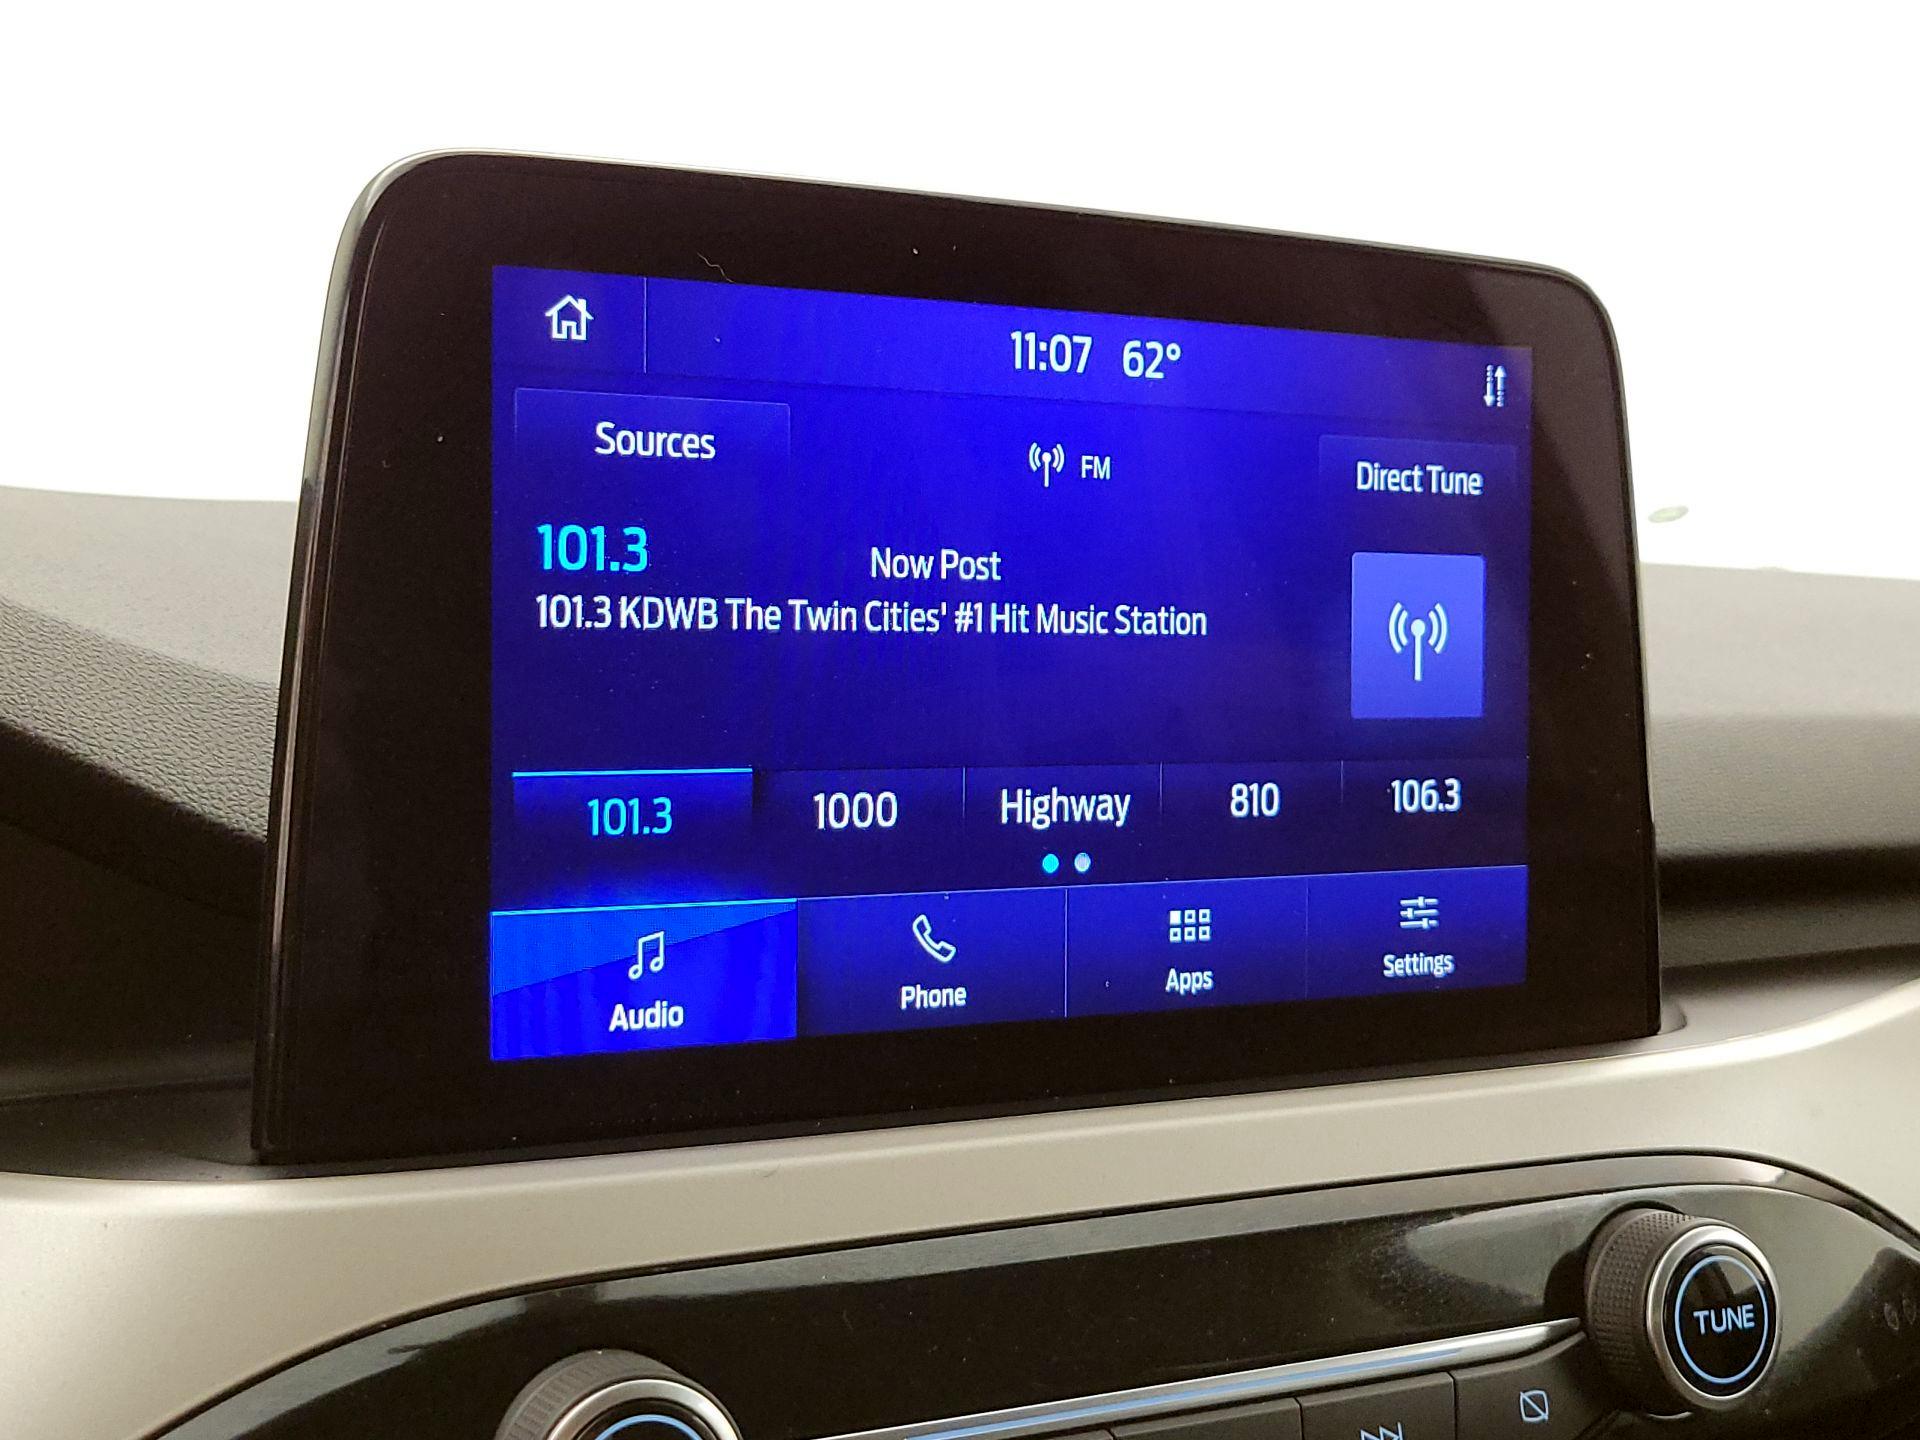 11:07 62°
Sources
FM
Direct Tune
101.3
Now Post
101.3 KDWB The Twin Cities' #1 Hit Music Station
101.3 1000 Highway 810 106.3
Audio Phone Apps Settings
TUNE